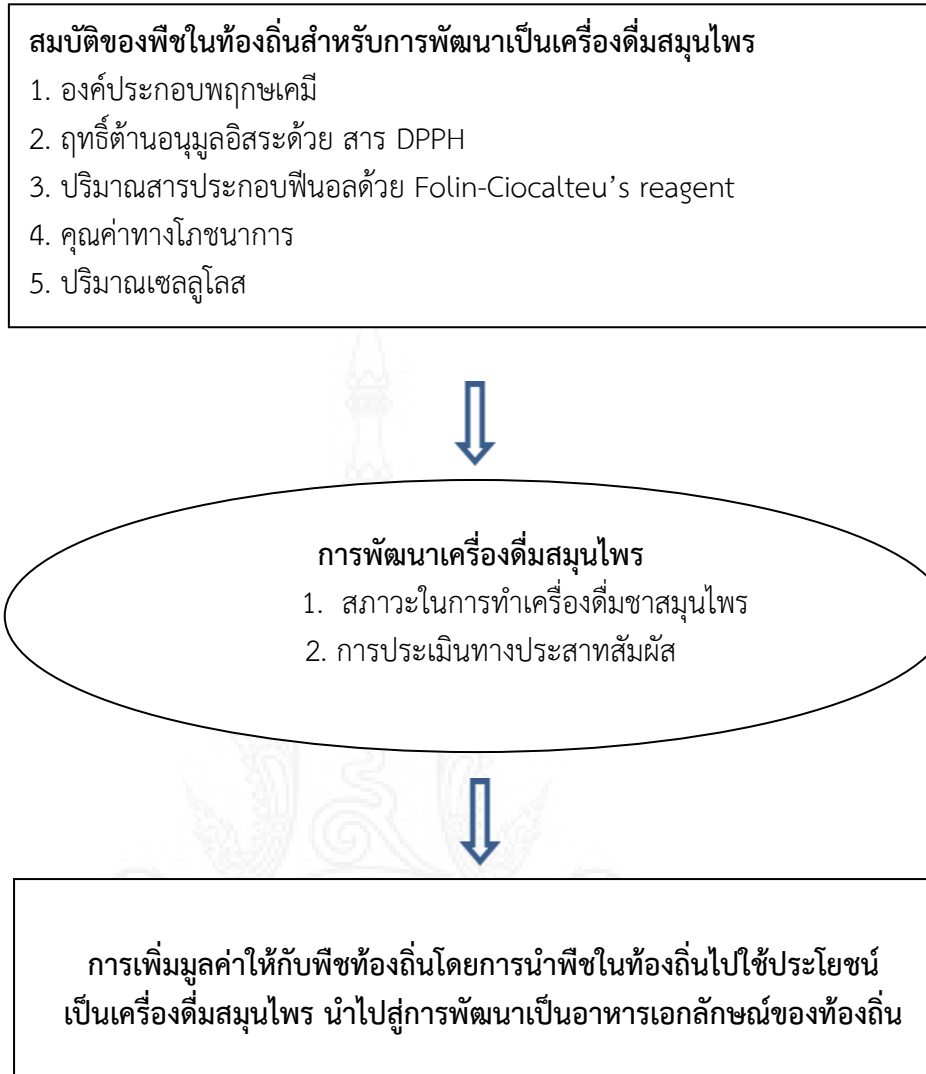 สมบัติของพืชในท้องถิ่นสำหรับการพัฒนาเป็นเครื่องดื่มสมุนไพร
1. องค์ประกอบพฤกษเคมี
2. ฤทธิ์ต้านอนุมูลอิสระด้วย สาร DPPH
3. ปริมาณสารประกอบฟีนอลด้วย Folin-Ciocalteu’s reagent
4. คุณค่าทางโภชนาการ
5. ปริมาณเซลลูโลส
การพัฒนาเครื่องดื่มสมุนไพร
1. สภาวะในการทำเครื่องดื่มชาสมุนไพร
2. การประเมินทางประสาทสัมผัส
การเพิ่มมูลค่าให้กับพืชท้องถิ่นโดยการนำพืชในท้องถิ่นไปใช้ประโยชน์
เป็นเครื่องดื่มสมุนไพร นำไปสู่การพัฒนาเป็นอาหารเอกลักษณ์ของท้องถิ่น